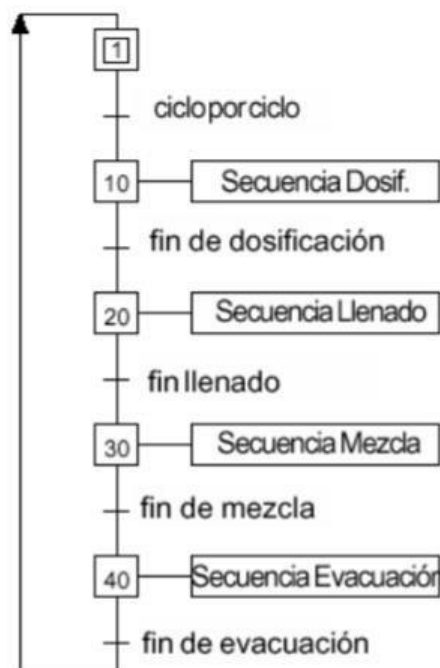 1
ciclo por ciclo
10 Secuencia Dosif.
fin de dosificación
20 Secuencia Llenado
fin llenado
30 Secuencia Mezcla
fin de mezcla
40 Secuencia Evacuación
fin de evacuación